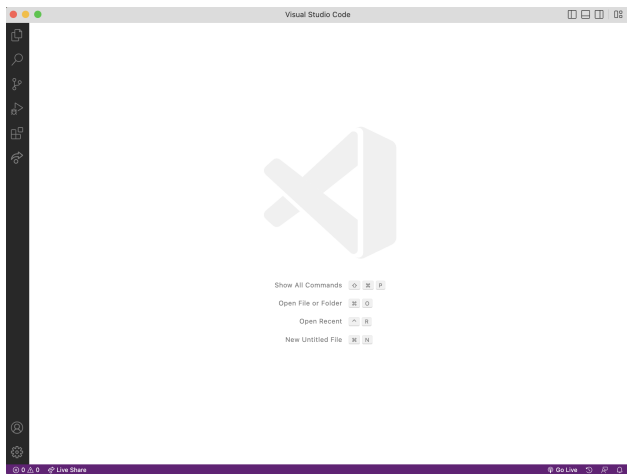 Visual Studio Code
Show All Commands ⇧ ⌘ P
Open File or Folder ⌘ O
Open Recent ^ R
New Untitled File ⌘ N
0 0 Live Share Go Live